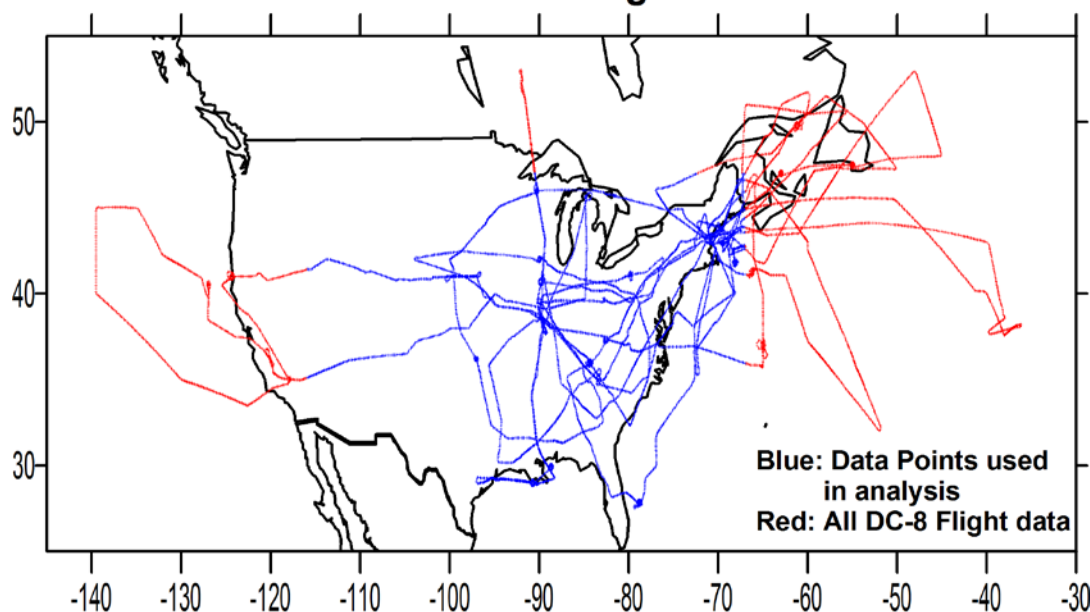 50
40
30
Blue: Data Points used
in analysis
Red: All DC-8 Flight data
-140 -130 -120 -110 -100 -90 -80 -70 -60 -50 -40 -30